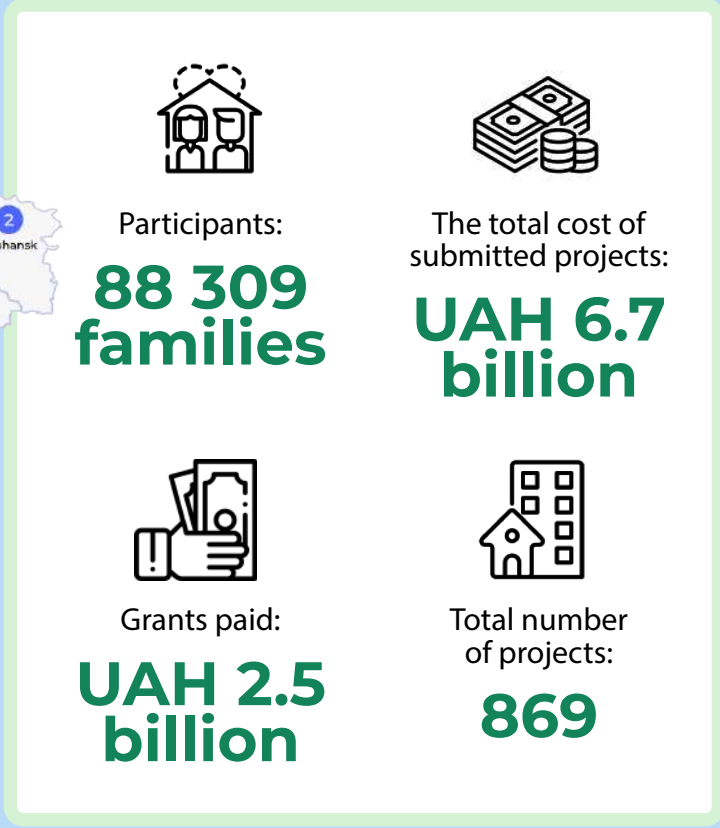 2
Participants:
88 309
families
The total cost of
submitted projects:
UAH 6.7
billion
Grants paid:
UAH 2.5
billion
Total number
of projects:
869